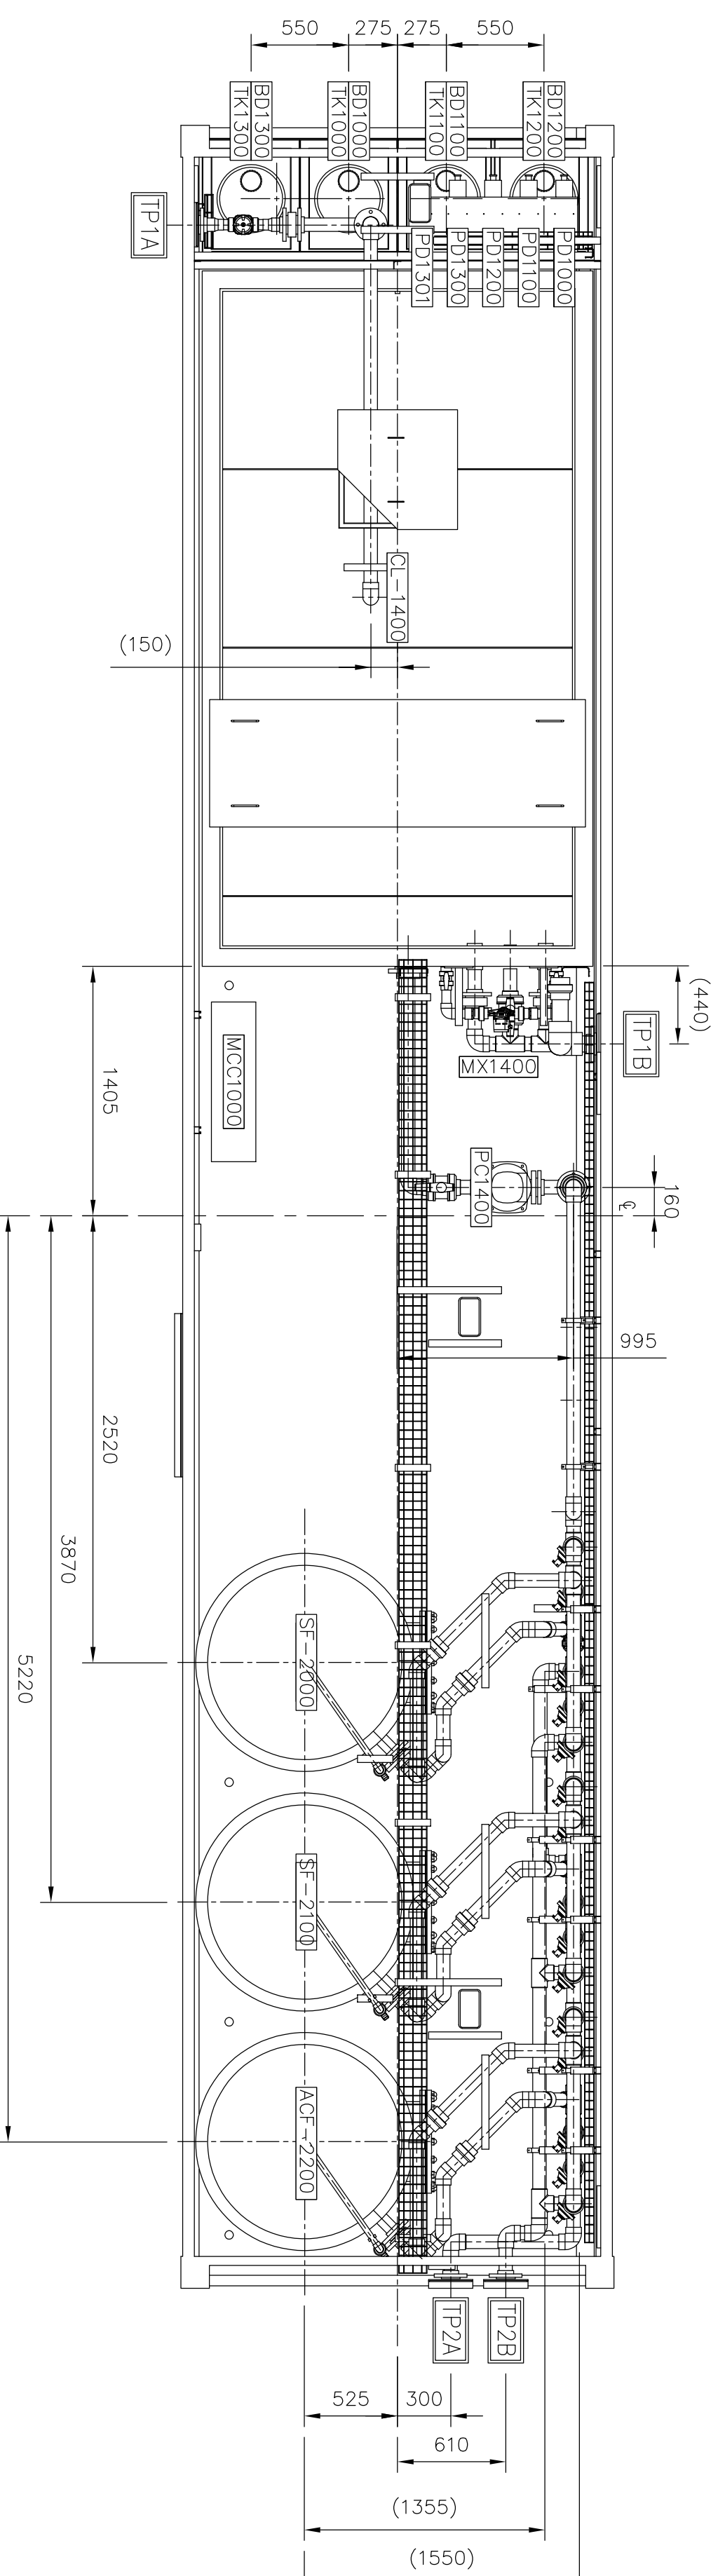 550
275
275
550
BD1300
TK1300
BD1000
TK1000
BD1100
TK1100
BD1200
TK1200
TP1A
PD1301
PD1300
PD1200
PD1100
PD1000
CL-1400
(150)
(440)
TP1B
MX1400
MCC1000
1405
PC1400
160
℄
995
2520
3870
5220
SF-2000
SF-2100
ACF-2200
TP2A
TP2B
525
300
610
(1355)
(1550)